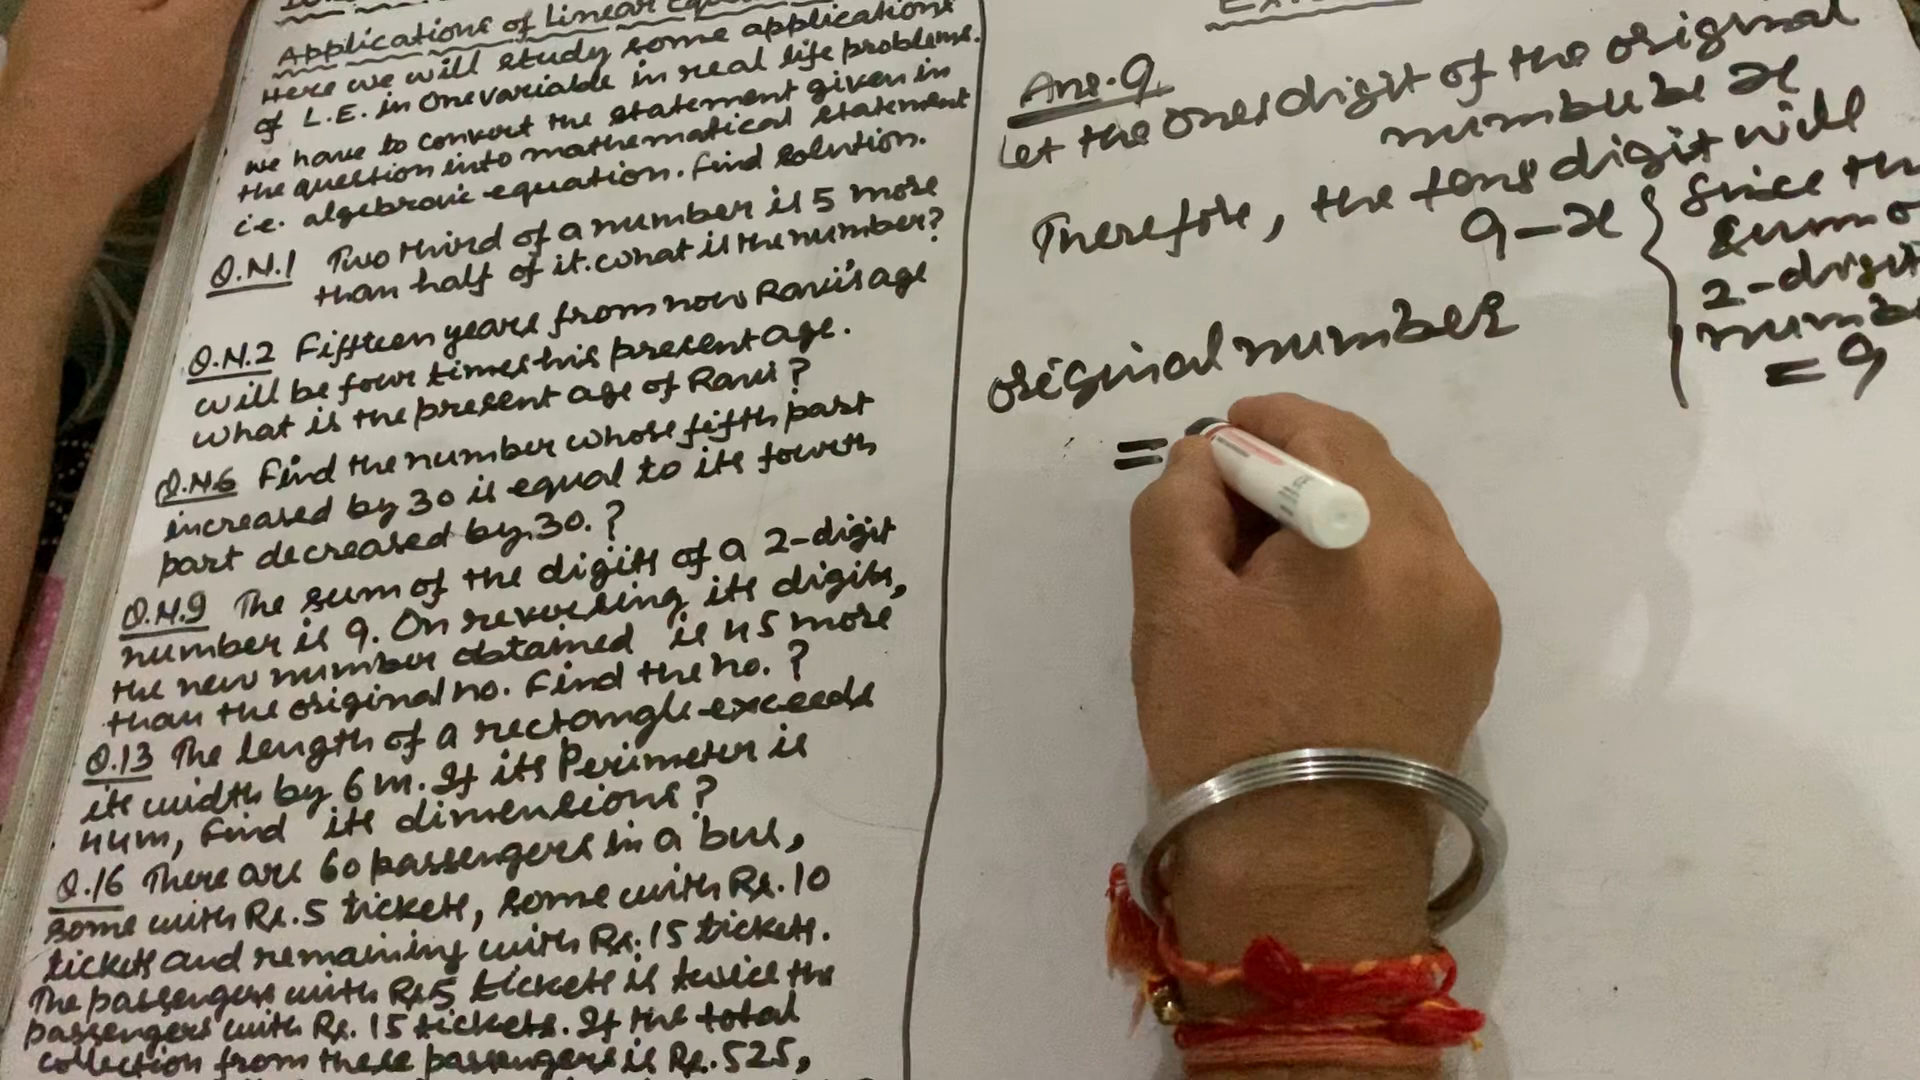 Applications of Linear
Here we will study some applications
of L.E. in one variable in real life problems.
we have to convert the statement given in
the question into mathematical statement
i.e. algebraic equation. Find solution.
Q.N.1 Two third of a number is 5 more
than half of it. what is the number?
Q.N.2 Fifteen years from now Ravi's age
will be four times his present age.
what is the present age of Ravi?
Q.N.6 Find the number whose fifth part
increased by 30 is equal to its fourth
part decreased by 30.?
Q.N.9 The sum of the digits of a 2-digit
number is 9. On reversing its digits,
the new number obtained is 45 more
than the original no. Find the no.?
Q.13 The length of a rectangle exceeds
its width by 6m. If its Perimeter is
44m, Find its dimensions?
Q.16 There are 60 passengers in a bus,
some with Rs.5 tickets, some with Rs.10
tickets and remaining with Rs.15 tickets.
The passengers with Rs5 tickets is twice the
passengers with Rs.15 tickets. If the total
collection from these passengers is Rs.525,
Ans.9
Let the ones digit of the original
number be x
Therefore, the tens digit will
9-x
{ Since
sum
2-digit
= 9
original number
=